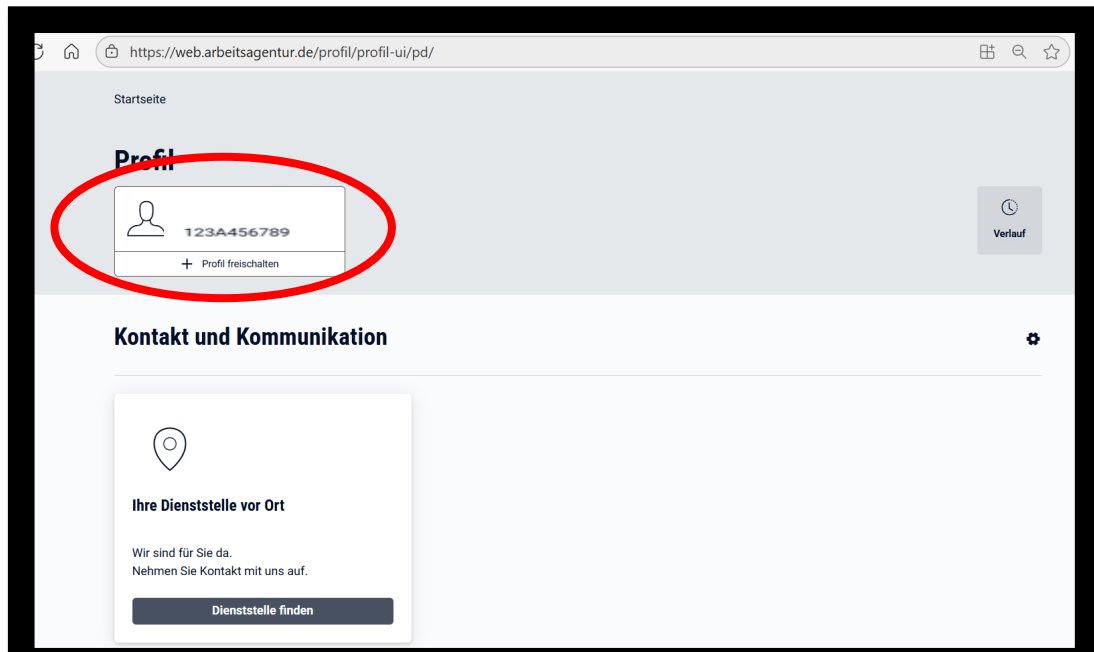 https://web.arbeitsagentur.de/profil/profil-ui/pd/
Startseite
Profil
123A456789
+ Profil freischalten
Verlauf
Kontakt und Kommunikation
Ihre Dienststelle vor Ort
Wir sind für Sie da.
Nehmen Sie Kontakt mit uns auf.
Dienststelle finden